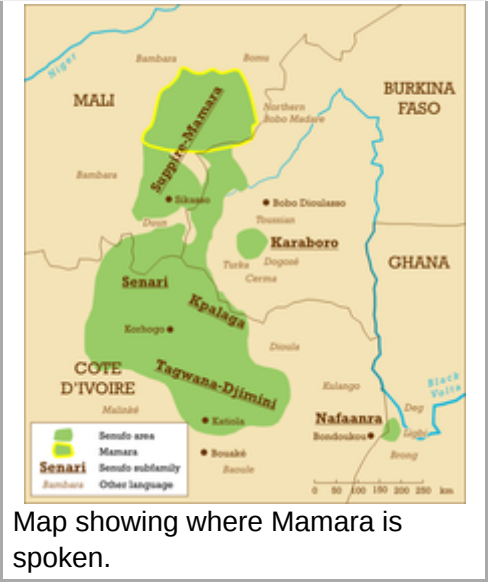 Niger
Bambara
Bomu
MALI
BURKINA
FASO
Northern
Bobo Madare
Suppire-Mamara
Bambara
Sikasso
Bobo Dioulasso
Duun
Toussian
Karaboro
Turka
Dogosé
Cerma
GHANA
Senari
Kpalaga
Korhogo
Dioula
COTE
D'IVOIRE
Tagwana-Djimini
Kulango
Black
Volta
Malinké
Katiola
Nafaanra
Deg
Bondoukou
Ligbi
Senufo area
Mamara
Senari Senufo subfamily
Bambara Other language
Bouaké
Baoule
Brong
0 50 100 150 200 250 km
Map showing where Mamara is
spoken.